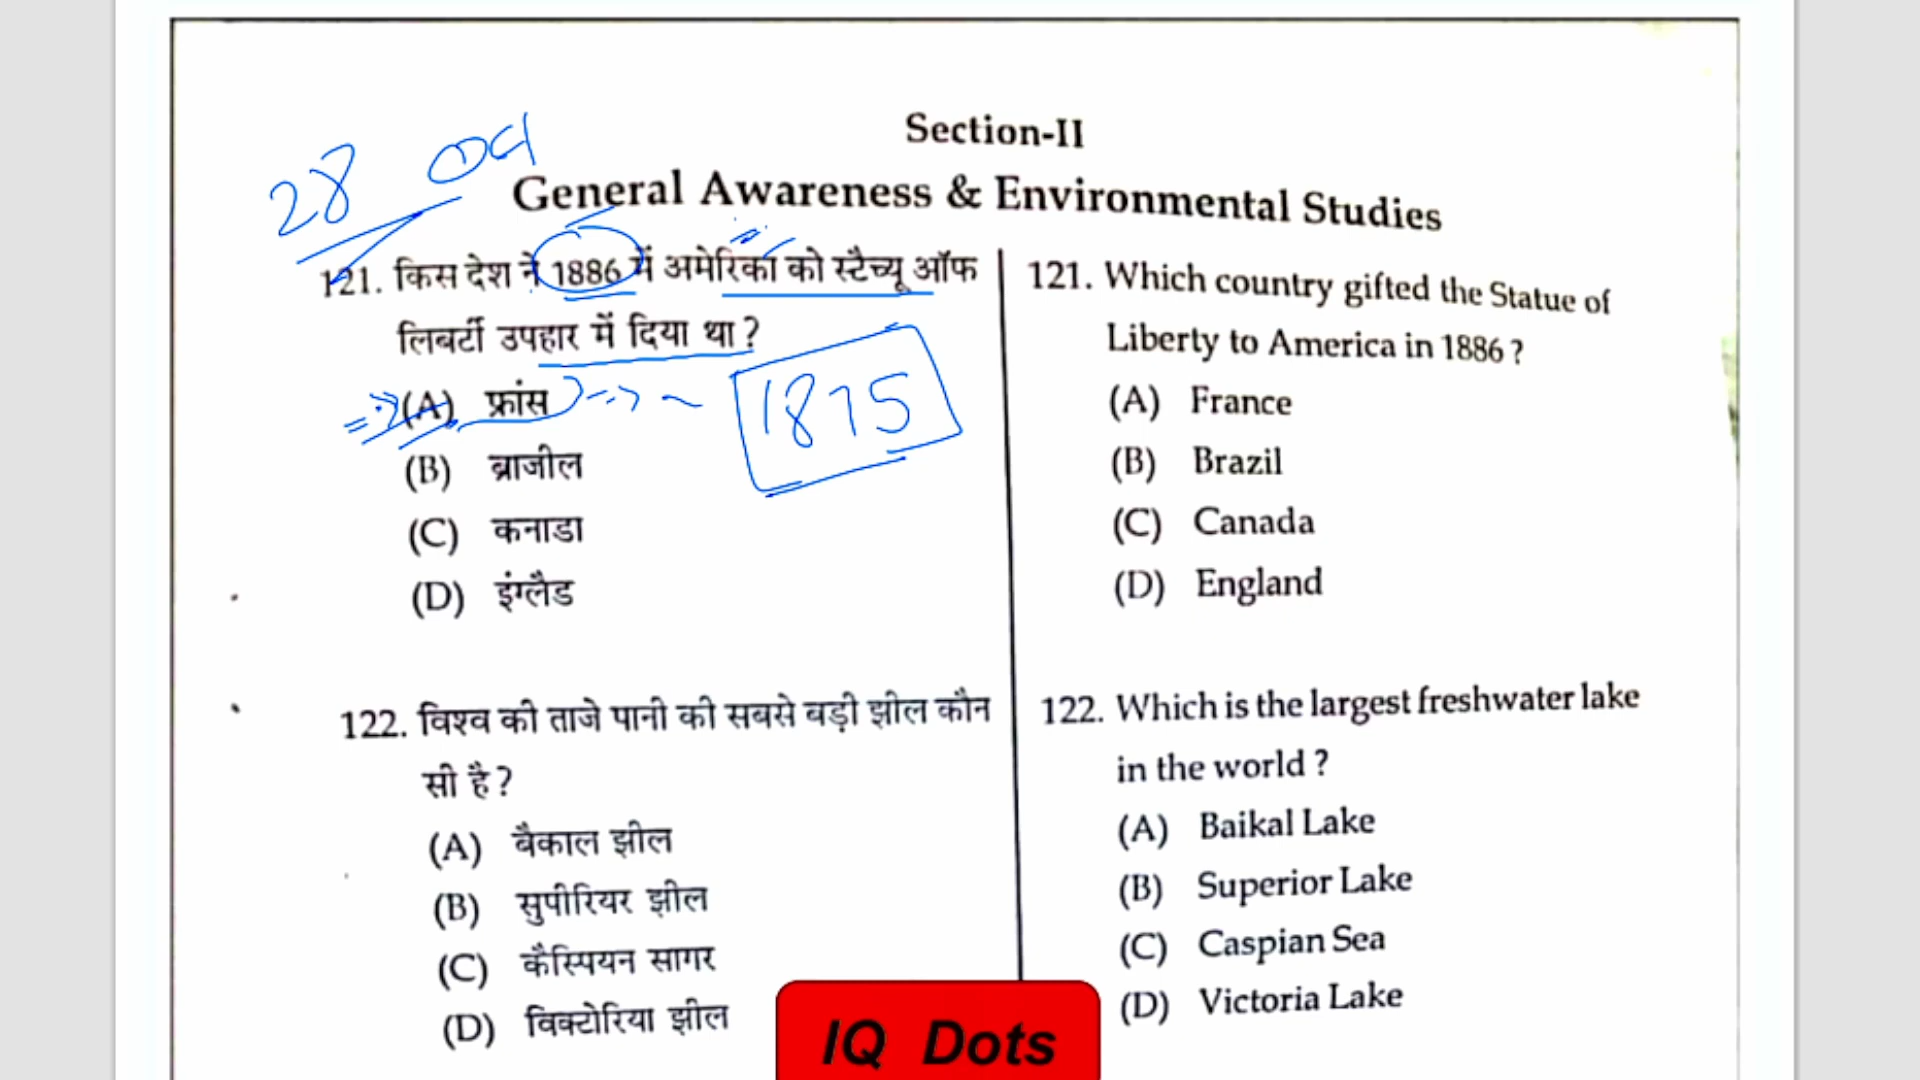 Section-II
General Awareness & Environmental Studies
28
121. किस देश ने 1886 में अमेरिका को स्टैच्यू ऑफ
लिबर्टी उपहार में दिया था?
(A) फ्रांस
1875
(B) ब्राजील
(C) कनाडा
(D) इंग्लैड
122. विश्व की ताजे पानी की सबसे बड़ी झील कौन
सी है?
(A) बैकाल झील
(B) सुपीरियर झील
(C) कैस्पियन सागर
(D) विक्टोरिया झील
121. Which country gifted the Statue of
Liberty to America in 1886?
(A) France
(B) Brazil
(C) Canada
(D) England
122. Which is the largest freshwater lake
in the world?
(A) Baikal Lake
(B) Superior Lake
(C) Caspian Sea
(D) Victoria Lake
IQ Dots